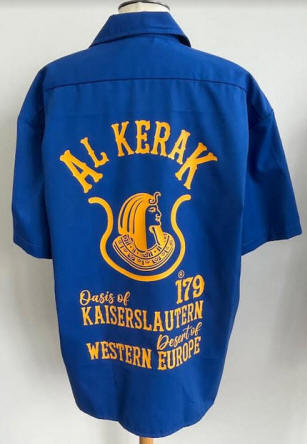 AL KERAK
© 179
Oasis of
KAISERSLAUTERN
Desert of
WESTERN EUROPE